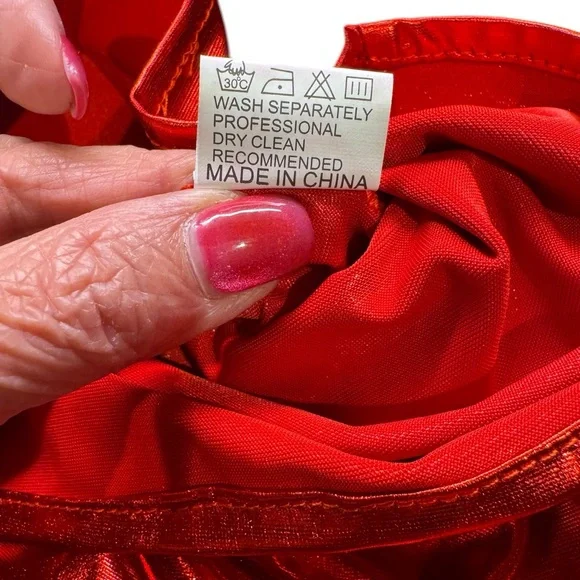 30°C
WASH SEPARATELY
PROFESSIONAL
DRY CLEAN
RECOMMENDED
MADE IN CHINA